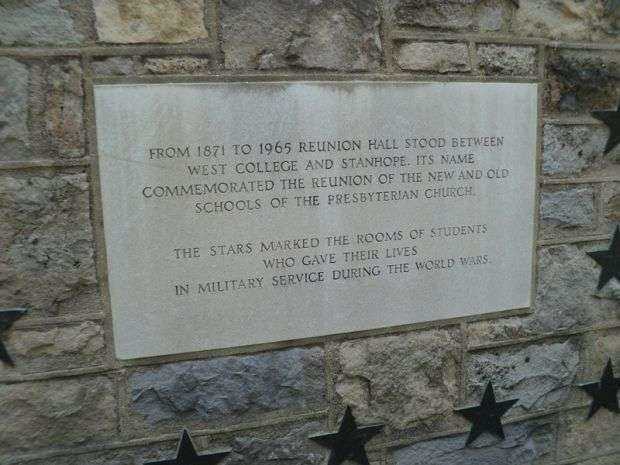 FROM 1871 TO 1965 REUNION HALL STOOD BETWEEN
WEST COLLEGE AND STANHOPE. ITS NAME
COMMEMORATED THE REUNION OF THE NEW AND OLD
SCHOOLS OF THE PRESBYTERIAN CHURCH.
THE STARS MARKED THE ROOMS OF STUDENTS
WHO GAVE THEIR LIVES
IN MILITARY SERVICE DURING THE WORLD WARS.